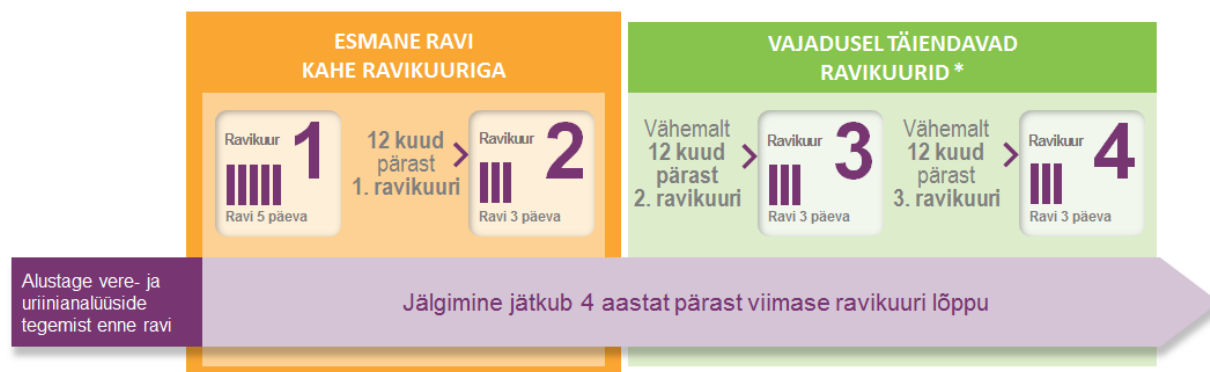 ESMANE RAVI
KAHE RAVIKUURIGA
VAJADUSEL TÄIENDAVAD
RAVIKUURID *
Ravikuur
1
Ravi 5 päeva
12 kuud
pärast
1. ravikuuri
Ravikuur
2
Ravi 3 päeva
Vähemalt
12 kuud
pärast
2. ravikuuri
Ravikuur
3
Ravi 3 päeva
Vähemalt
12 kuud
pärast
3. ravikuuri
Ravikuur
4
Ravi 3 päeva
Alustage vere- ja
uriinianalüüside
tegemist enne ravi
Jälgimine jätkub 4 aastat pärast viimase ravikuuri lõppu